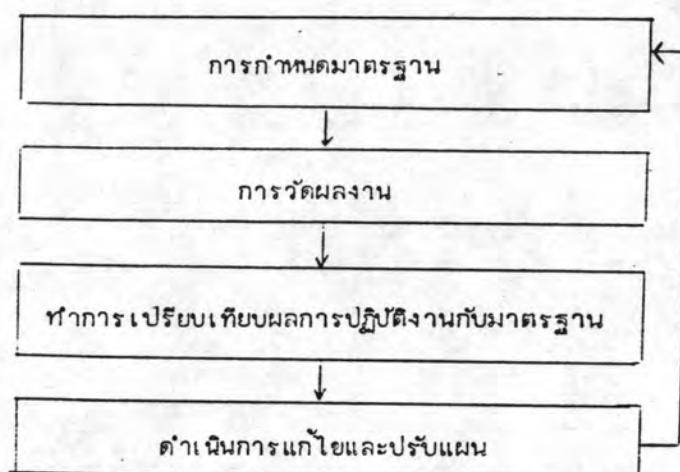 การกำหนดมาตรฐาน
การวัดผลงาน
ทำการเปรียบเทียบผลการปฏิบัติงานกับมาตรฐาน
ดำเนินการแก้ไขและปรับแผน